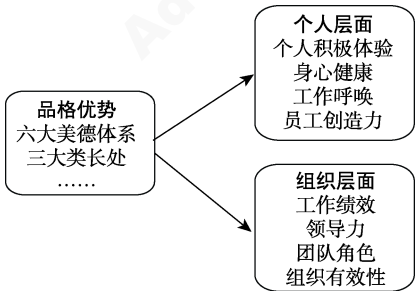 品格优势
六大美德体系
三大类长处
……
个人层面
个人积极体验
身心健康
工作呼唤
员工创造力
组织层面
工作绩效
领导力
团队角色
组织有效性